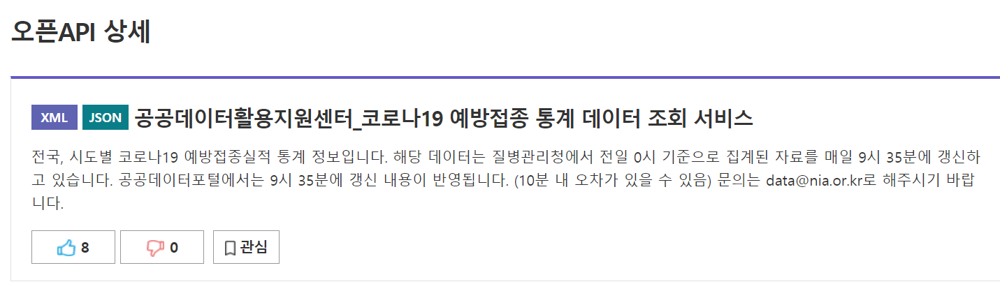 오픈API 상세
XML JSON 공공데이터활용지원센터_코로나19 예방접종 통계 데이터 조회 서비스
전국, 시도별 코로나19 예방접종실적 통계 정보입니다. 해당 데이터는 질병관리청에서 전일 0시 기준으로 집계된 자료를 매일 9시 35분에 갱신하
고 있습니다. 공공데이터포털에서는 9시 35분에 갱신 내용이 반영됩니다. (10분 내 오차가 있을 수 있음) 문의는 data@nia.or.kr로 해주시기 바랍
니다.
8 0 관심